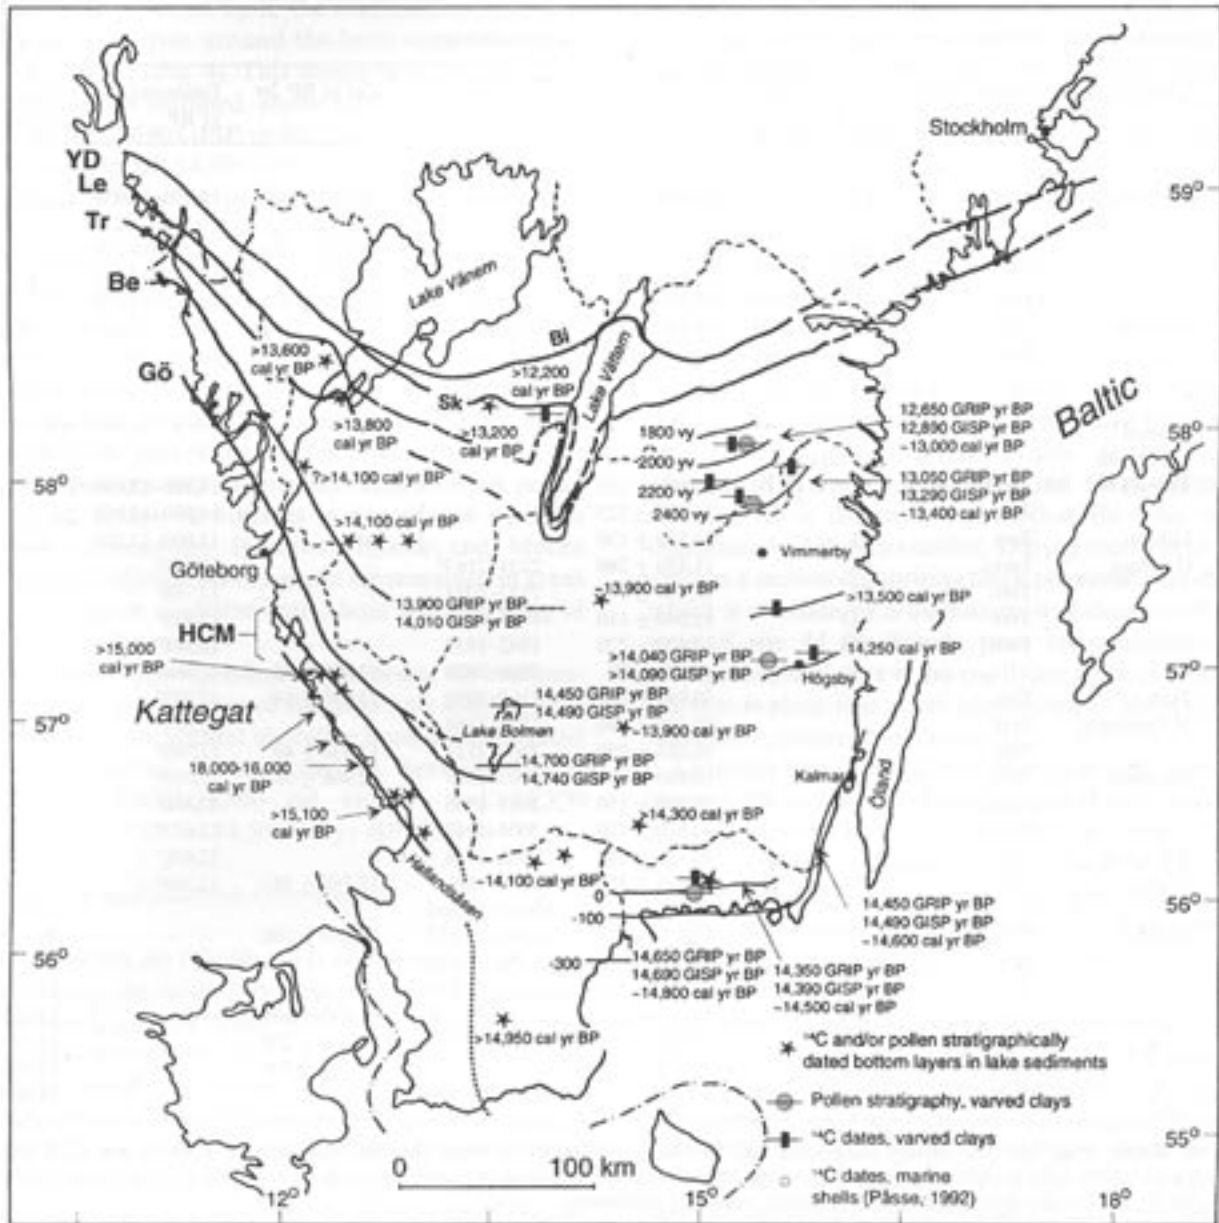 Stockholm
59°
YD
Le
Tr
Be
Gö
Lake Vänern
Bl
Lake Vättern
>13,600
cal yr BP
>12,200
cal yr BP
Sk
>13,800
cal yr BP
>13,200
cal yr BP
?>14,100 cal yr BP
1800 vy
2000 yv
2200 vy
2400 vy
12,650 GRIP yr BP
12,890 GISP yr BP
~13,000 cal yr BP
13,050 GRIP yr BP
13,290 GISP yr BP
~13,400 cal yr BP
Baltic
58°
58°
>14,100 cal yr BP
Vimmerby
Göteborg
~13,900 cal yr BP
>13,500 cal yr BP
13,900 GRIP yr BP
14,010 GISP yr BP
HCM
>15,000
cal yr BP
>14,040 GRIP yr BP
>14,090 GISP yr BP
14,250 cal yr BP
Högsby
57°
57°
Kattegat
14,450 GRIP yr BP
14,490 GISP yr BP
Lake Bolmen
~13,900 cal yr BP
14,700 GRIP yr BP
14,740 GISP yr BP
18,000-16,000
cal yr BP
Kalmar
Öland
>15,100
cal yr BP
>14,300 cal yr BP
Hallandsåsen
~14,100 cal yr BP
0
-100
-300
14,450 GRIP yr BP
14,490 GISP yr BP
~14,600 cal yr BP
56°
56°
14,650 GRIP yr BP
14,690 GISP yr BP
~14,800 cal yr BP
14,350 GRIP yr BP
14,390 GISP yr BP
~14,500 cal yr BP
>14,950 cal yr BP
¹⁴C and/or pollen stratigraphically
dated bottom layers in lake sediments
Pollen stratigraphy, varved clays
¹⁴C dates, varved clays
¹⁴C dates, marine
shells (Påsse, 1992)
55°
0 100 km
12° 15° 18°